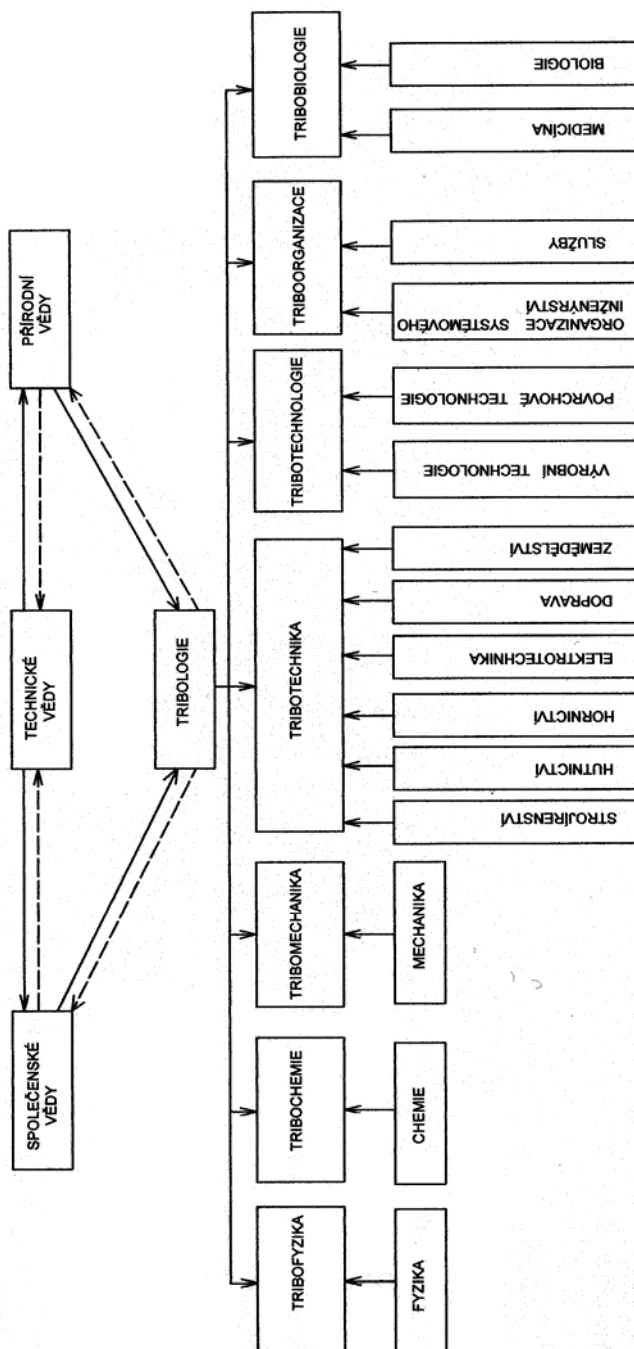 SPOLEČENSKÉ
VĚDY
TECHNICKÉ
VĚDY
PŘÍRODNÍ
VĚDY
TRIBOLOGIE
TRIBOFYZIKA
TRIBOCHEMIE
TRIBOMECHANIKA
TRIBOTECHNIKA
TRIBOTECHNOLOGIE
TRIBOORGANIZACE
TRIBOBIOLOGIE
FYZIKA
CHEMIE
MECHANIKA
STROJÍRENSTVÍ
HUTNICTVÍ
HORNICTVÍ
ELEKTROTECHNIKA
DOPRAVA
ZEMĚDĚLSTVÍ
VÝROBNÍ TECHNOLOGIE
POVRCHOVÉ TECHNOLOGIE
ORGANIZACE SYSTÉMOVÉHO
INŽENÝRSTVÍ
SLUŽBY
MEDICÍNA
BIOLOGIE